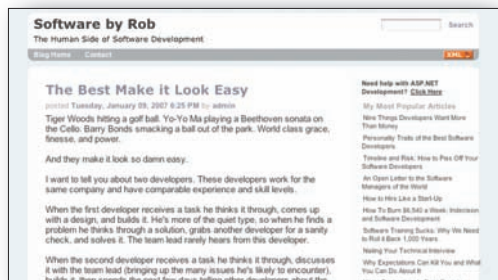 Software by Rob
The Human Side of Software Development
Search
Blog Home Contact
XML
The Best Make it Look Easy
posted Tuesday, January 09, 2007 6:25 PM by admin
Tiger Woods hitting a golf ball. Yo-Yo Ma playing a Beethoven sonata on
the Cello. Barry Bonds smacking a ball out of the park. World class grace,
finesse, and power.
And they make it look so damn easy.
I want to tell you about two developers. These developers work for the
same company and have comparable experience and skill levels.
When the first developer receives a task he thinks it through, comes up
with a design, and builds it. He's more of the quiet type, so when he finds a
problem he thinks through a solution, grabs another developer for a sanity
check, and solves it. The team lead rarely hears from this developer.
When the second developer receives a task he thinks it through, discusses
it with the team lead (bringing up the many issues he's likely to encounter),
Need help with ASP.NET
Development? Click Here
My Most Popular Articles
Nine Things Developers Want More
Than Money
Personality Traits of the Best Software
Developers
Timeline and Risk: How to Piss Off Your
Software Developers
An Open Letter to the Software
Managers of the World
How to Hire Like a Start-Up
How To Burn a Week: Indecision
and Software Development
Software Training Sucks: Why We Need
to Roll it Back 1,000 Years
Nailing Your Technical Interview
Why Expectations Can Kill You and What
You Can Do About It